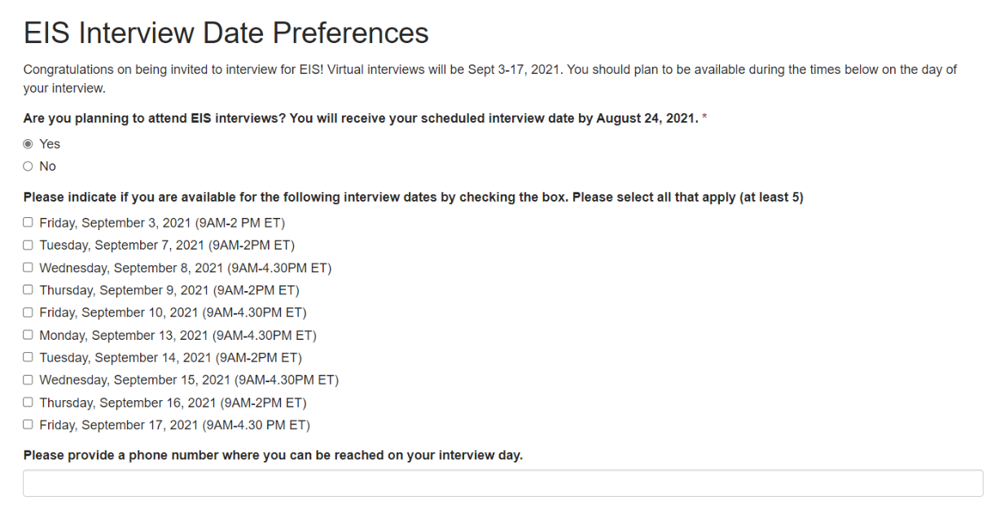 EIS Interview Date Preferences
Congratulations on being invited to interview for EIS! Virtual interviews will be Sept 3-17, 2021. You should plan to be available during the times below on the day of
your interview.
Are you planning to attend EIS interviews? You will receive your scheduled interview date by August 24, 2021. *
Yes
No
Please indicate if you are available for the following interview dates by checking the box. Please select all that apply (at least 5)
Friday, September 3, 2021 (9AM-2 PM ET)
Tuesday, September 7, 2021 (9AM-2PM ET)
Wednesday, September 8, 2021 (9AM-4.30PM ET)
Thursday, September 9, 2021 (9AM-2PM ET)
Friday, September 10, 2021 (9AM-4.30PM ET)
Monday, September 13, 2021 (9AM-4.30PM ET)
Tuesday, September 14, 2021 (9AM-2PM ET)
Wednesday, September 15, 2021 (9AM-4.30PM ET)
Thursday, September 16, 2021 (9AM-2PM ET)
Friday, September 17, 2021 (9AM-4.30 PM ET)
Please provide a phone number where you can be reached on your interview day.